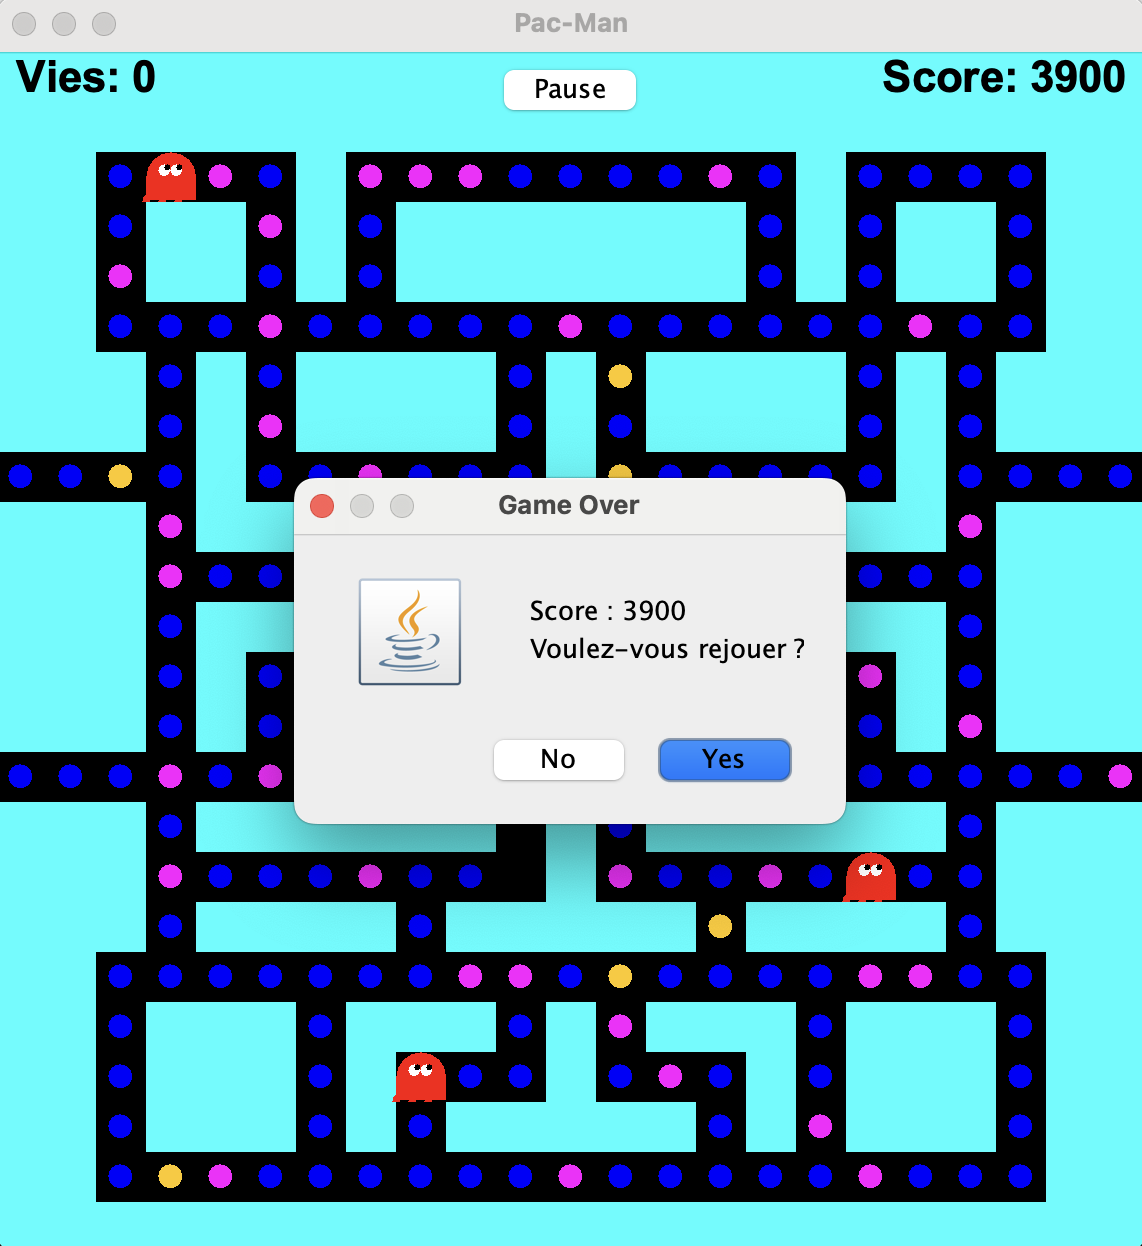 Pac-Man
Vies: 0
Pause
Score: 3900
Game Over
Score : 3900
Voulez-vous rejouer ?
No
Yes